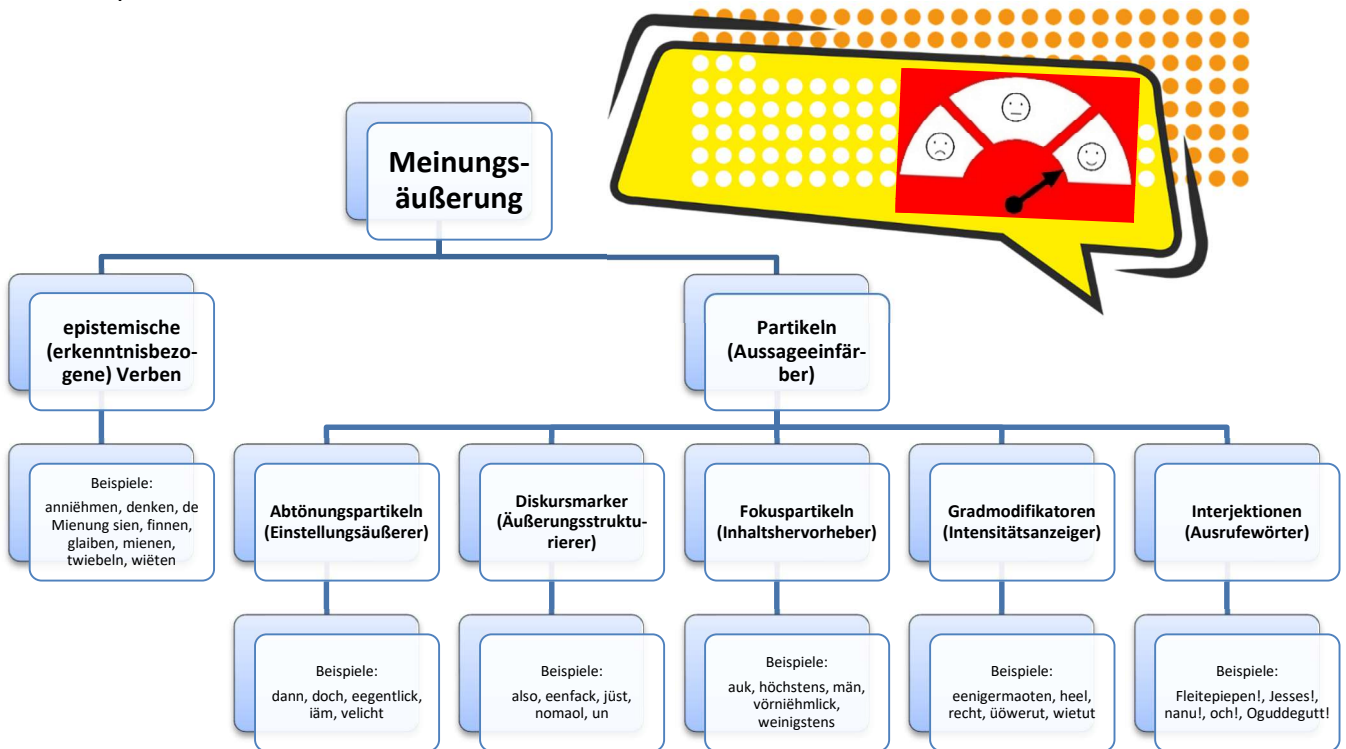 Meinungs-
äußerung
epistemische
(erkenntnisbezo-
gene) Verben
Partikeln
(Aussageeinfär-
ber)
Beispiele:
anniëhmen, denken, de
Mienung sien, finnen,
glaiben, mienen,
twiebeln, wiëten
Abtönungspartikeln
(Einstellungsäußerer)
Diskursmarker
(Äußerungsstruktu-
rierer)
Fokuspartikeln
(Inhaltshervorheber)
Gradmodifikatoren
(Intensitätsanzeiger)
Interjektionen
(Ausrufewörter)
Beispiele:
dann, doch, eegentlick,
iäm, velicht
Beispiele:
also, eenfack, jüst,
nomaol, un
Beispiele:
auk, höchstens, män,
vörniëhmlick,
weinigstens
Beispiele:
eenigermaoten, heel,
recht, üöwerut, wietut
Beispiele:
Fleitepiepen!, Jesses!,
nanu!, och!, Oguddegutt!